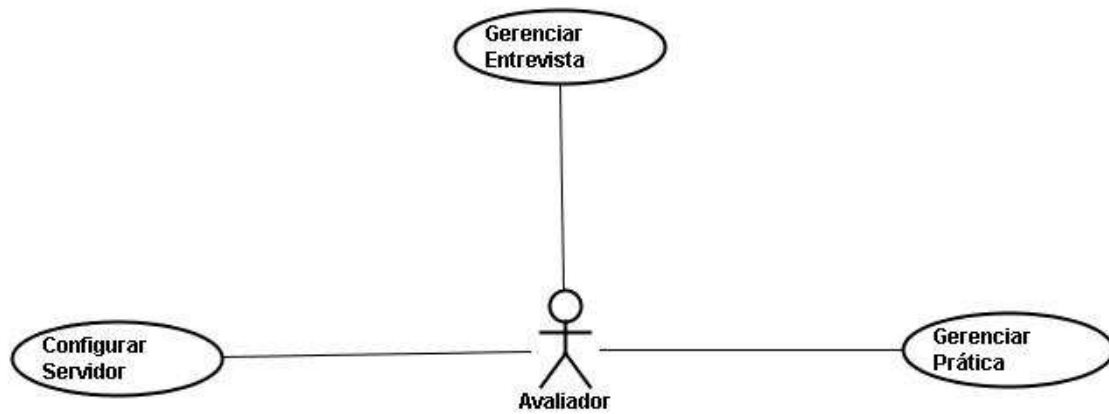 Gerenciar
Entrevista
Configurar
Servidor
Gerenciar
Prática
Avaliador